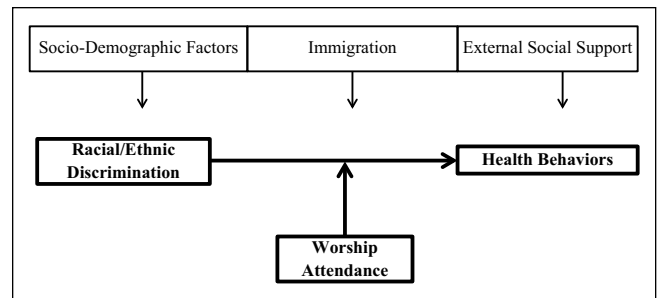 Socio-Demographic Factors
Immigration
External Social Support
Racial/Ethnic
Discrimination
Health Behaviors
Worship
Attendance